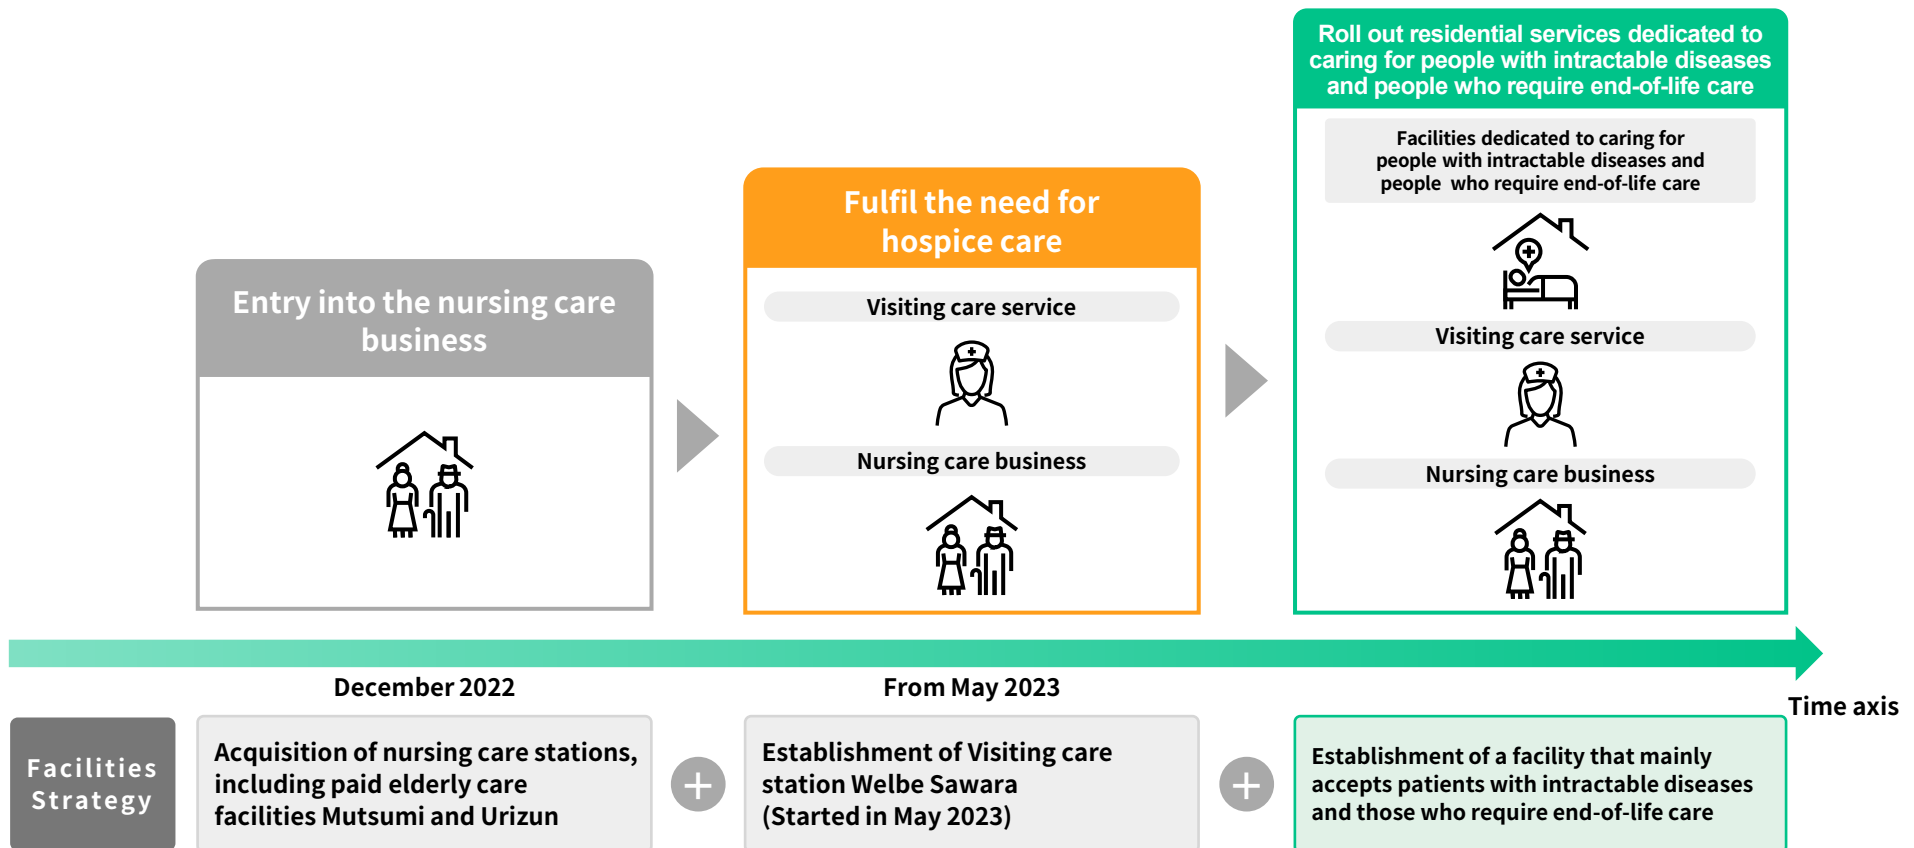 Entry into the nursing care
business
Fulfil the need for
hospice care
Visiting care service
Nursing care business
Roll out residential services dedicated to
caring for people with intractable diseases
and people who require end-of-life care
Facilities dedicated to caring for
people with intractable diseases and
people who require end-of-life care
Visiting care service
Nursing care business
December 2022
From May 2023
Time axis
Facilities
Strategy
Acquisition of nursing care stations,
including paid elderly care
facilities Mutsumi and Urizun
+
Establishment of Visiting care
station Welbe Sawara
(Started in May 2023)
+
Establishment of a facility that mainly
accepts patients with intractable diseases
and those who require end-of-life care